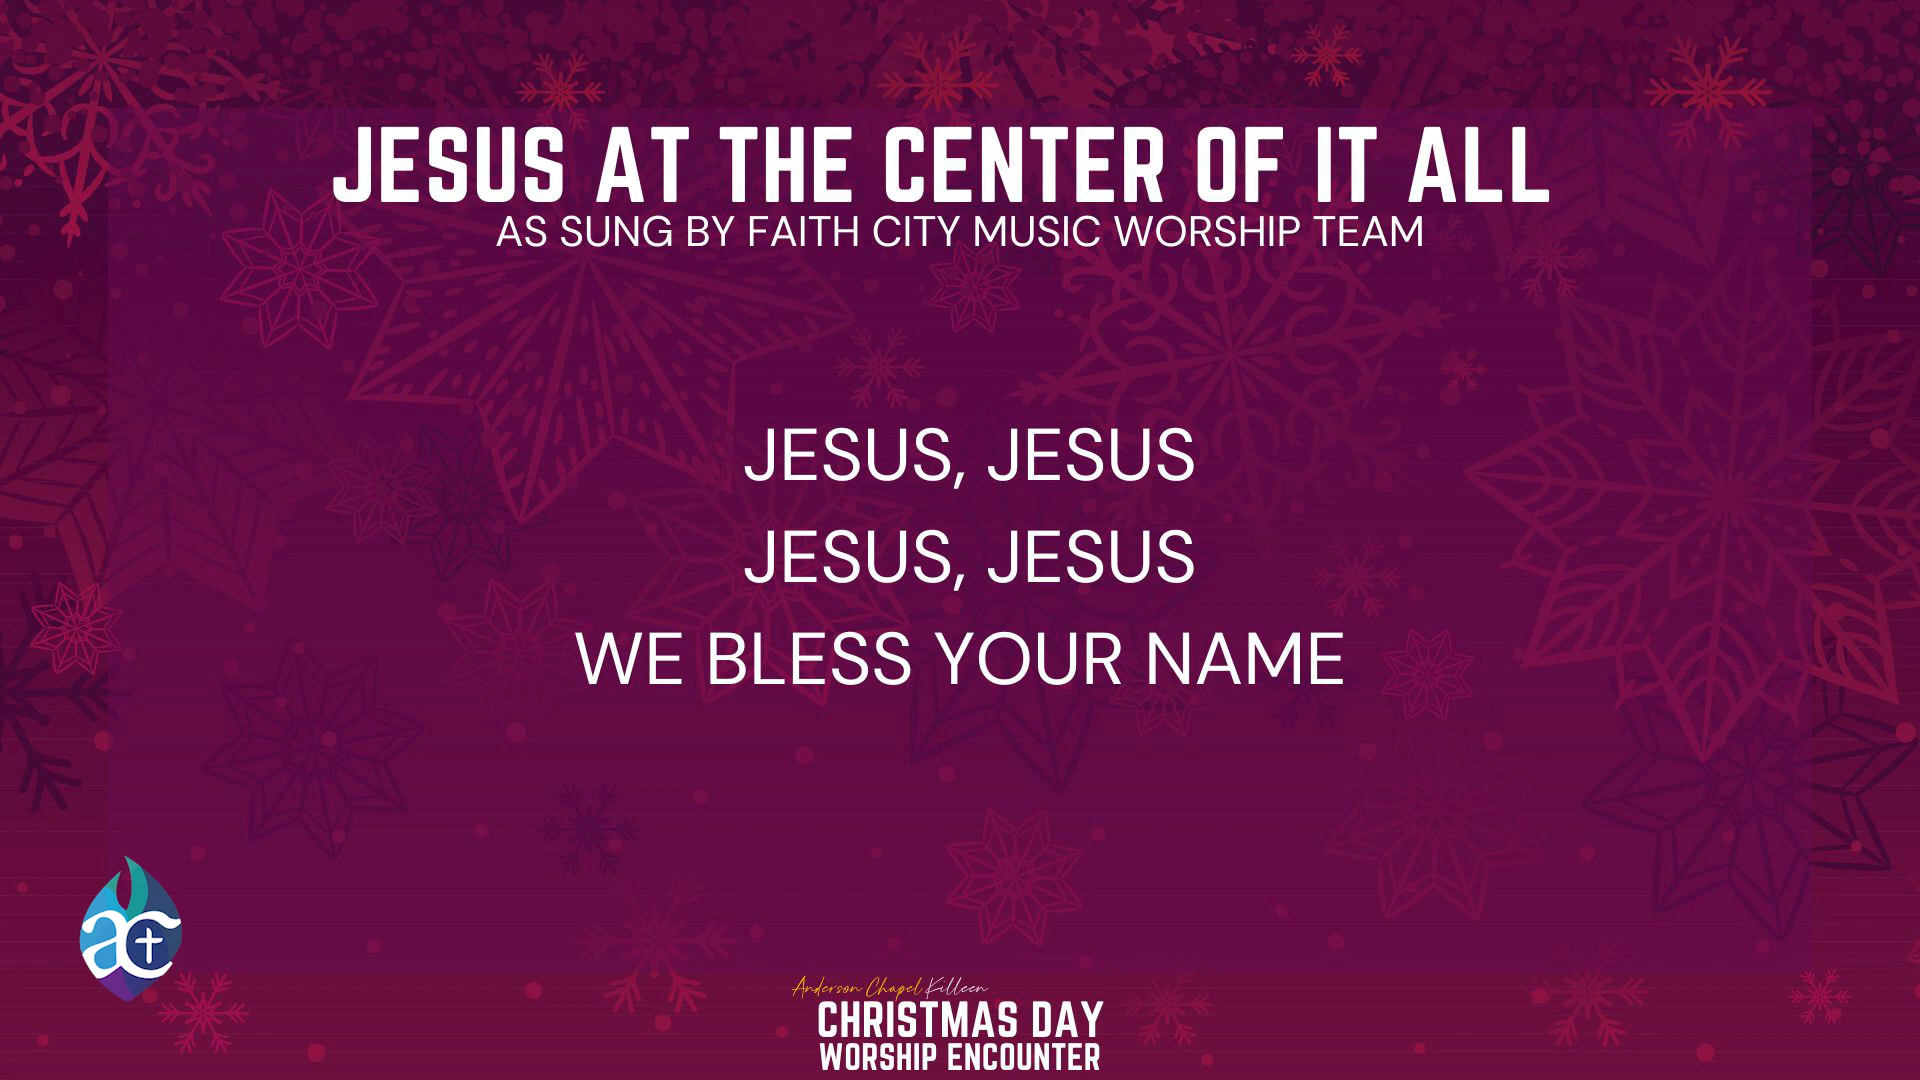 JESUS AT THE CENTER OF IT ALL
AS SUNG BY FAITH CITY MUSIC WORSHIP TEAM
JESUS, JESUS
JESUS, JESUS
WE BLESS YOUR NAME
ac
Anderson Chapel Killeen
CHRISTMAS DAY
WORSHIP ENCOUNTER